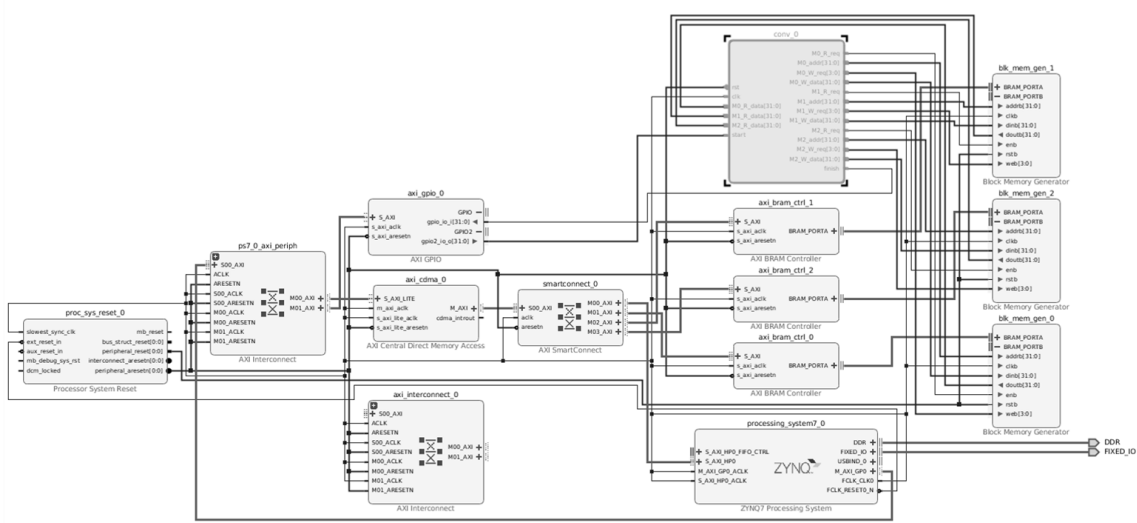 conv_0
rst
clk
M0_R_data[31:0]
M1_R_data[31:0]
M2_R_data[31:0]
start
M0_R_req
M0_addr[31:0]
M0_W_req[3:0]
M0_W_data[31:0]
M1_R_req
M1_addr[31:0]
M1_W_req[3:0]
M1_W_data[31:0]
M2_R_req
M2_addr[31:0]
M2_W_req[3:0]
M2_W_data[31:0]
finish
blk_mem_gen_1
BRAM_PORTA
BRAM_PORTB
addrb[31:0]
clkb
dinb[31:0]
doutb[31:0]
enb
rstb
web[3:0]
Block Memory Generator
blk_mem_gen_2
BRAM_PORTA
BRAM_PORTB
addrb[31:0]
clkb
dinb[31:0]
doutb[31:0]
enb
rstb
web[3:0]
Block Memory Generator
blk_mem_gen_0
BRAM_PORTA
BRAM_PORTB
addrb[31:0]
clkb
dinb[31:0]
doutb[31:0]
enb
rstb
web[3:0]
Block Memory Generator
axi_gpio_0
S_AXI
s_axi_aclk
s_axi_aresetn
GPIO
gpio_io_i[31:0]
GPIO2
gpio2_io_o[31:0]
AXI GPIO
axi_bram_ctrl_1
S_AXI
s_axi_aclk
s_axi_aresetn
BRAM_PORTA
AXI BRAM Controller
axi_bram_ctrl_2
S_AXI
s_axi_aclk
s_axi_aresetn
BRAM_PORTA
AXI BRAM Controller
axi_bram_ctrl_0
S_AXI
s_axi_aclk
s_axi_aresetn
BRAM_PORTA
AXI BRAM Controller
ps7_0_axi_periph
S00_AXI
ACLK
ARESETN
S00_ACLK
S00_ARESETN
M00_ACLK
M00_ARESETN
M01_ACLK
M01_ARESETN
M00_AXI
M01_AXI
AXI Interconnect
axi_cdma_0
S_AXI_LITE
m_axi_aclk
s_axi_lite_aclk
s_axi_lite_aresetn
M_AXI
cdma_introut
AXI Central Direct Memory Access
smartconnect_0
S00_AXI
aclk
aresetn
M00_AXI
M01_AXI
M02_AXI
M03_AXI
AXI SmartConnect
proc_sys_reset_0
slowest_sync_clk
ext_reset_in
aux_reset_in
mb_debug_sys_rst
dcm_locked
mb_reset
bus_struct_reset[0:0]
peripheral_reset[0:0]
interconnect_aresetn[0:0]
peripheral_aresetn[0:0]
Processor System Reset
axi_interconnect_0
S00_AXI
ACLK
ARESETN
S00_ACLK
S00_ARESETN
M00_ACLK
M00_ARESETN
M01_ACLK
M01_ARESETN
M00_AXI
M01_AXI
AXI Interconnect
processing_system7_0
S_AXI_HP0_FIFO_CTRL
S_AXI_HP0
M_AXI_GP0_ACLK
S_AXI_HP0_ACLK
ZYNQ
DDR
FIXED_IO
USBIND_0
M_AXI_GP0
FCLK_CLK0
FCLK_RESET0_N
ZYNQ7 Processing System
DDR
FIXED_IO